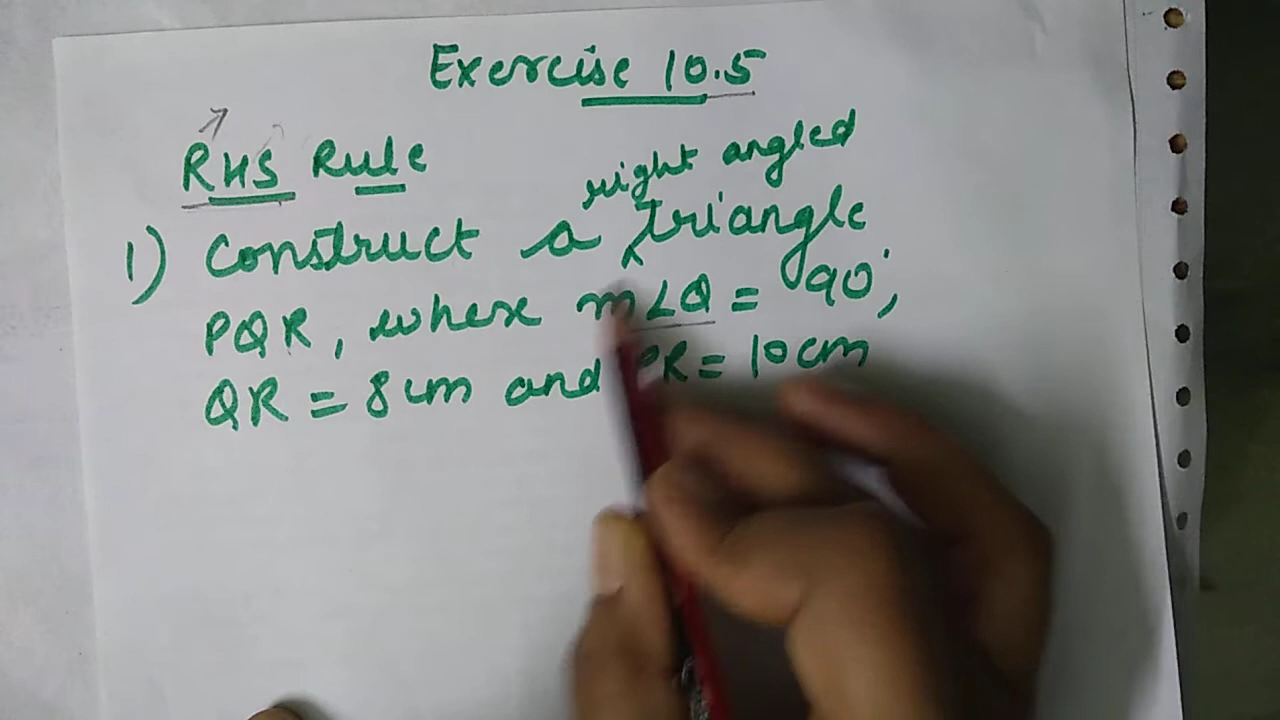 Exercise 10.5
RHS Rule
right angled
1) Construct a ‸ triangle
PQR, where m∠Q = 90°,
QR = 8 cm and PR = 10 cm